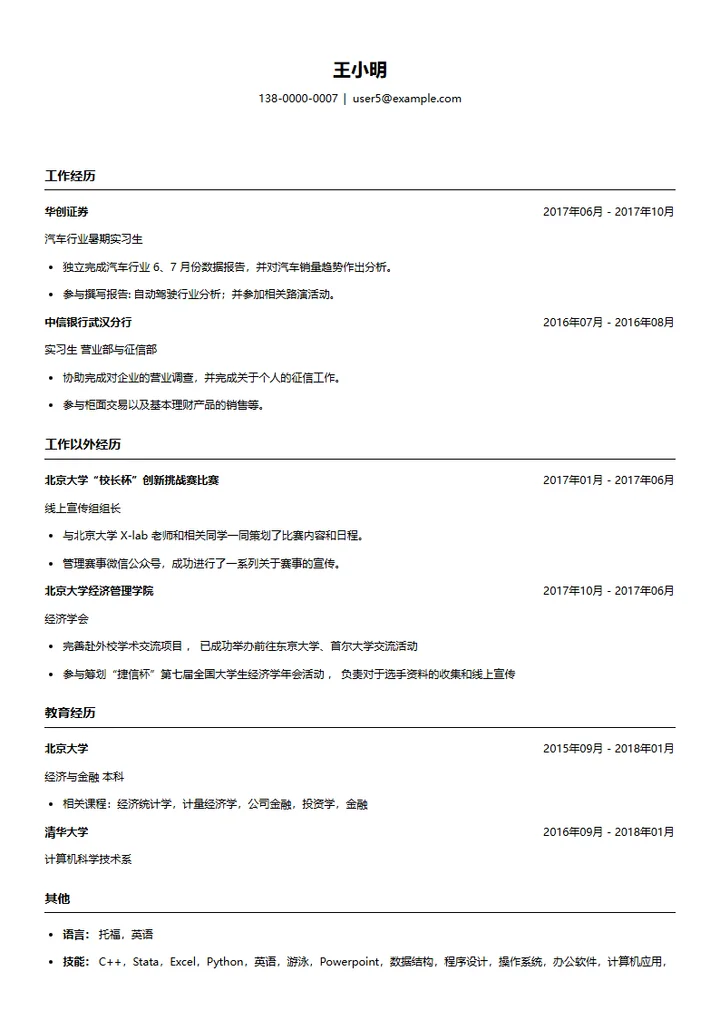 王小明
138-0000-0007 | user5@example.com
工作经历
华创证券 2017年06月 - 2017年10月
汽车行业暑期实习生
• 独立完成汽车行业 6、7 月份数据报告，并对汽车销量趋势作出分析。
• 参与撰写报告: 自动驾驶行业分析；并参加相关路演活动。
中信银行武汉分行 2016年07月 - 2016年08月
实习生 营业部与征信部
• 协助完成对企业的营业调查，并完成关于个人的征信工作。
• 参与柜面交易以及基本理财产品的销售等。
工作以外经历
北京大学“校长杯”创新挑战赛比赛 2017年01月 - 2017年06月
线上宣传组组长
• 与北京大学 X-lab 老师和相关同学一同策划了比赛内容和日程。
• 管理赛事微信公众号，成功进行了一系列关于赛事的宣传。
北京大学经济管理学院 2017年10月 - 2017年06月
经济学会
• 完善赴外校学术交流项目 ， 已成功举办前往东京大学、首尔大学交流活动
• 参与筹划“捷信杯”第七届全国大学生经济学年会活动 ， 负责对于选手资料的收集和线上宣传
教育经历
北京大学 2015年09月 - 2018年01月
经济与金融 本科
• 相关课程：经济统计学，计量经济学，公司金融，投资学，金融
清华大学 2016年09月 - 2018年01月
计算机科学技术系
其他
• 语言： 托福，英语
• 技能： C++，Stata，Excel，Python，英语，游泳，Powerpoint，数据结构，程序设计，操作系统，办公软件，计算机应用，